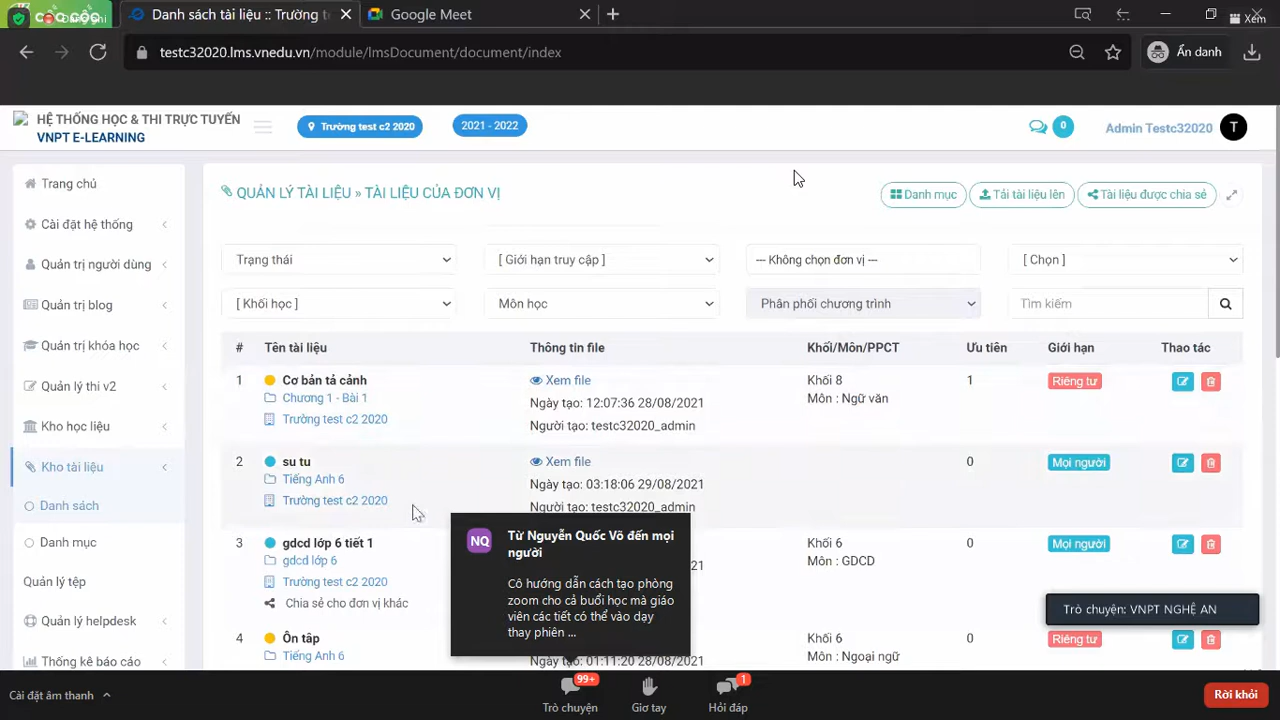 Danh sách tài liệu :: Trường t
Google Meet
Xem
testc32020.lms.vnedu.vn/module/lmsDocument/document/index
Ẩn danh
HỆ THỐNG HỌC & THI TRỰC TUYẾN
VNPT E-LEARNING
Trường test c2 2020
2021 - 2022
0
Admin Testc32020
T
Trang chủ
Cài đặt hệ thống
Quản trị người dùng
Quản trị blog
Quản trị khóa học
Quản lý thi v2
Kho học liệu
Kho tài liệu
Danh sách
Danh mục
Quản lý tệp
Quản lý helpdesk
Thống kê báo cáo
QUẢN LÝ TÀI LIỆU » TÀI LIỆU CỦA ĐƠN VỊ
Danh mục
Tải tài liệu lên
Tài liệu được chia sẻ
Trạng thái
[ Giới hạn truy cập ]
--- Không chọn đơn vị ---
[ Chọn ]
[ Khối học ]
Môn học
Phân phối chương trình
Tìm kiếm
# Tên tài liệu Thông tin file Khối/Môn/PPCT Ưu tiên Giới hạn Thao tác
1 Cơ bản tả cảnh Xem file Khối 8 1 Riêng tư
Chương 1 - Bài 1 Ngày tạo: 12:07:36 28/08/2021 Môn : Ngữ văn
Trường test c2 2020 Người tạo: testc32020_admin
2 su tu Xem file 0 Mọi người
Tiếng Anh 6 Ngày tạo: 03:18:06 29/08/2021
Trường test c2 2020 Người tạo: testc32020_admin
3 gdcd lớp 6 tiết 1 Khối 6 0 Mọi người
gdcd lớp 6 21 Môn : GDCD
Trường test c2 2020
Chia sẻ cho đơn vị khác
4 Ôn tâp Khối 6 0 Riêng tư
Tiếng Anh 6 Ngày tạo: 01:11:20 28/08/2021 Môn : Ngoại ngữ
NQ
Từ Nguyễn Quốc Võ đến mọi
người
Cô hướng dẫn cách tạo phòng
zoom cho cả buổi học mà giáo
viên các tiết có thể vào dạy
thay phiên ...
Trò chuyện: VNPT NGHỆ AN
Cài đặt âm thanh
99+
Trò chuyện
Giơ tay
1
Hỏi đáp
Rời khỏi